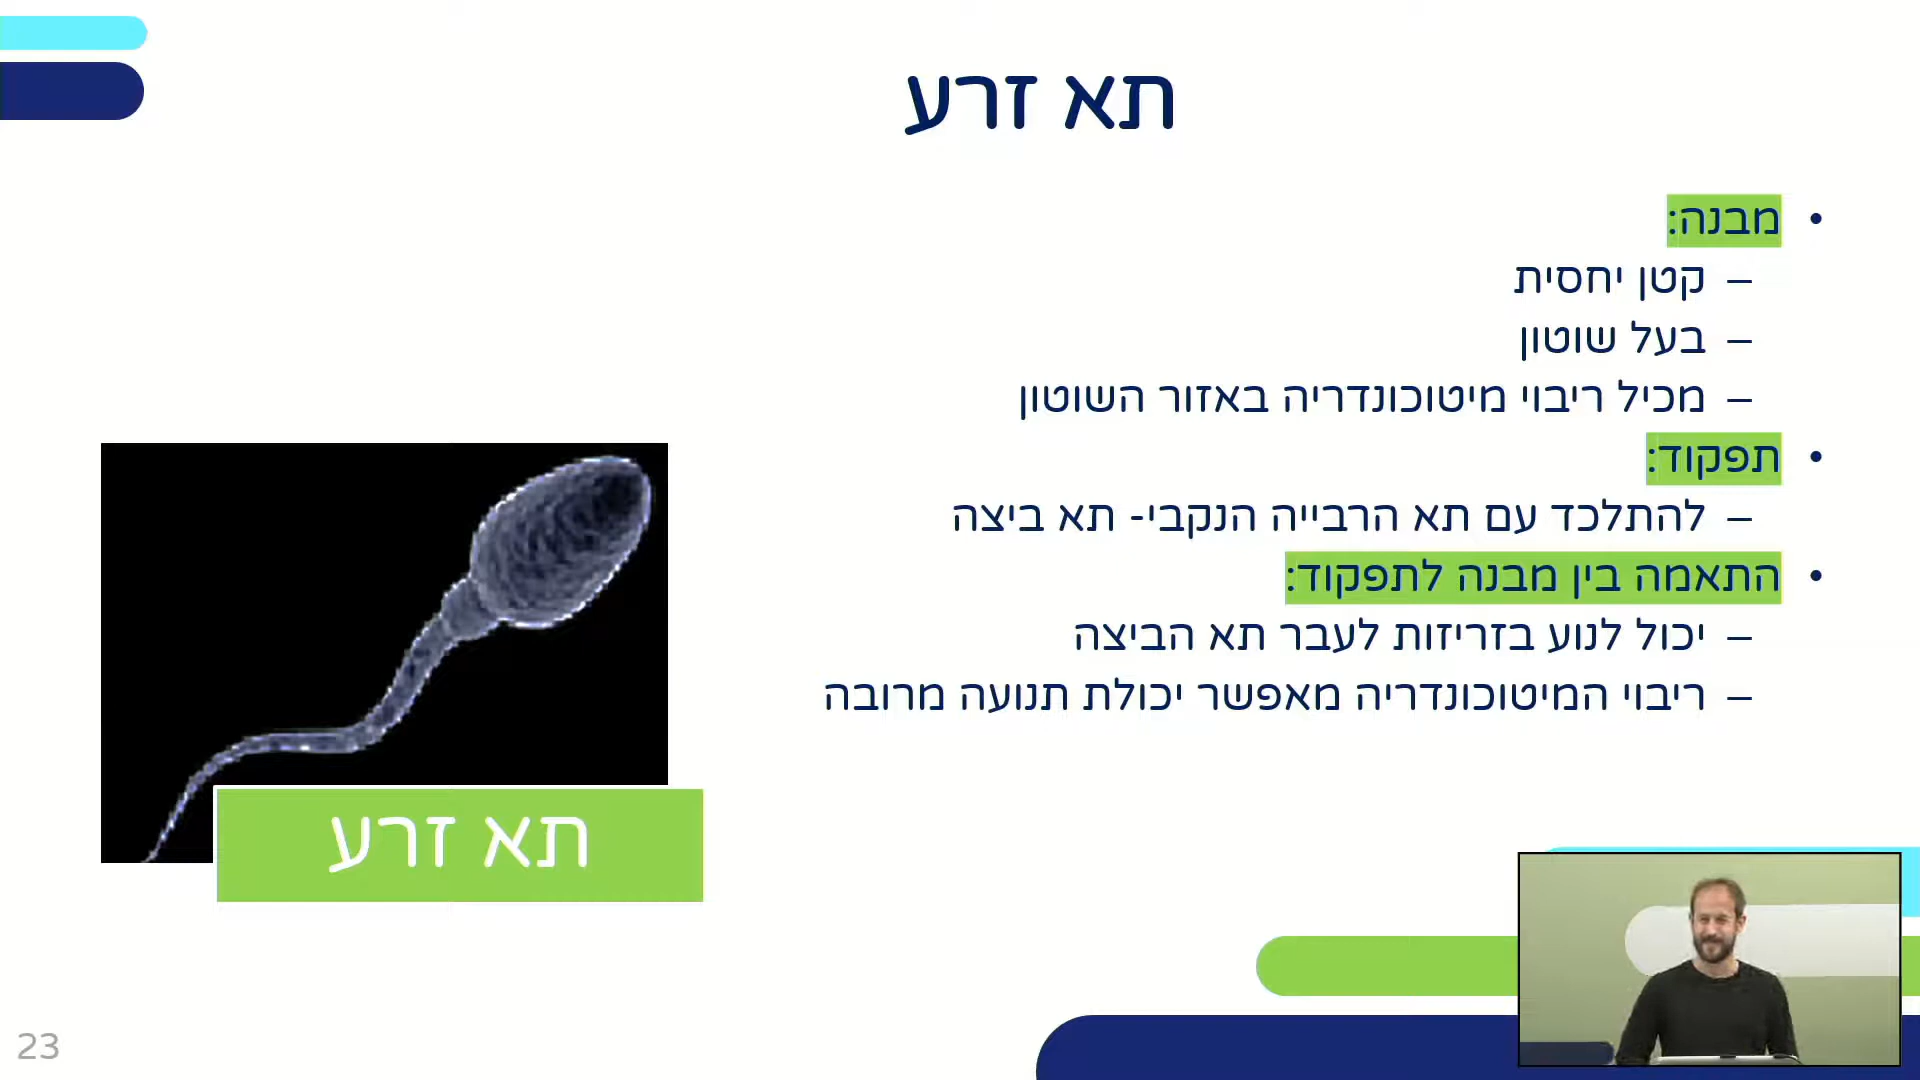 תא זרע
• מבנה:
– קטן יחסית
– בעל שוטון
– מכיל ריבוי מיטוכונדריה באזור השוטון
• תפקוד:
– להתלכד עם תא הרבייה הנקבי- תא ביצה
• התאמה בין מבנה לתפקוד:
– יכול לנוע בזריזות לעבר תא הביצה
– ריבוי המיטוכונדריה מאפשר יכולת תנועה מרובה
תא זרע
23